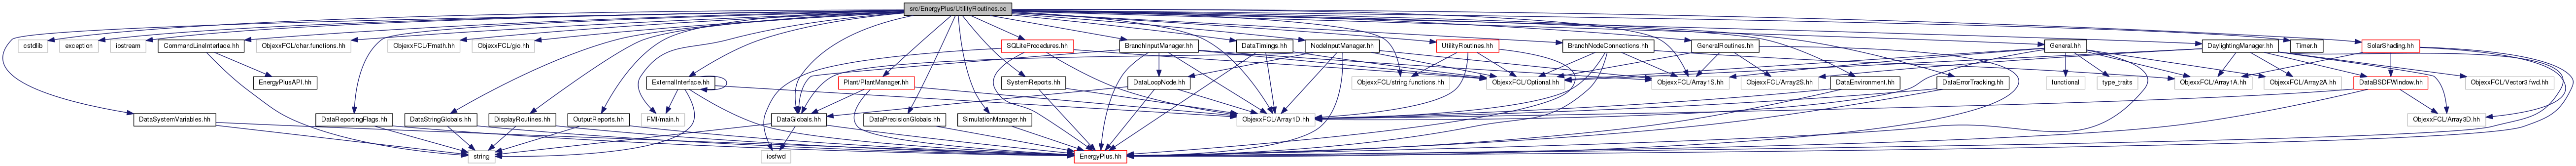 src/EnergyPlus/UtilityRoutines.cc
cstdlib
exception
iostream
CommandLineInterface.hh
ObjexxFCL/char.functions.hh
ObjexxFCL/Fmath.hh
ObjexxFCL/gio.hh
SQLiteProcedures.hh
BranchInputManager.hh
DataTimings.hh
NodeInputManager.hh
UtilityRoutines.hh
BranchNodeConnections.hh
GeneralRoutines.hh
General.hh
DaylightingManager.hh
Timer.h
SolarShading.hh
EnergyPlusAPI.hh
ExternalInterface.hh
Plant/PlantManager.hh
SystemReports.hh
DataLoopNode.hh
ObjexxFCL/string.functions.hh
ObjexxFCL/Optional.hh
ObjexxFCL/Array1S.hh
ObjexxFCL/Array2S.hh
DataEnvironment.hh
DataErrorTracking.hh
functional
type_traits
ObjexxFCL/Array1A.hh
ObjexxFCL/Array2A.hh
DataBSDFWindow.hh
ObjexxFCL/Vector3.fwd.hh
DataSystemVariables.hh
DataReportingFlags.hh
DataStringGlobals.hh
DisplayRoutines.hh
OutputReports.hh
FMI/main.h
DataGlobals.hh
DataPrecisionGlobals.hh
SimulationManager.hh
ObjexxFCL/Array1D.hh
ObjexxFCL/Array3D.hh
string
iosfwd
EnergyPlus.hh